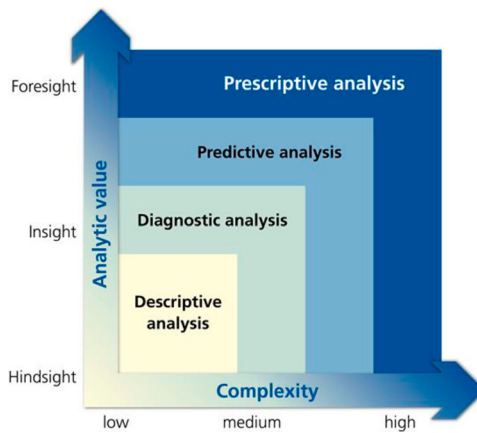 Foresight
Prescriptive analysis
Predictive analysis
Diagnostic analysis
Insight
Analytic value
Descriptive
analysis
Hindsight
Complexity
low medium high